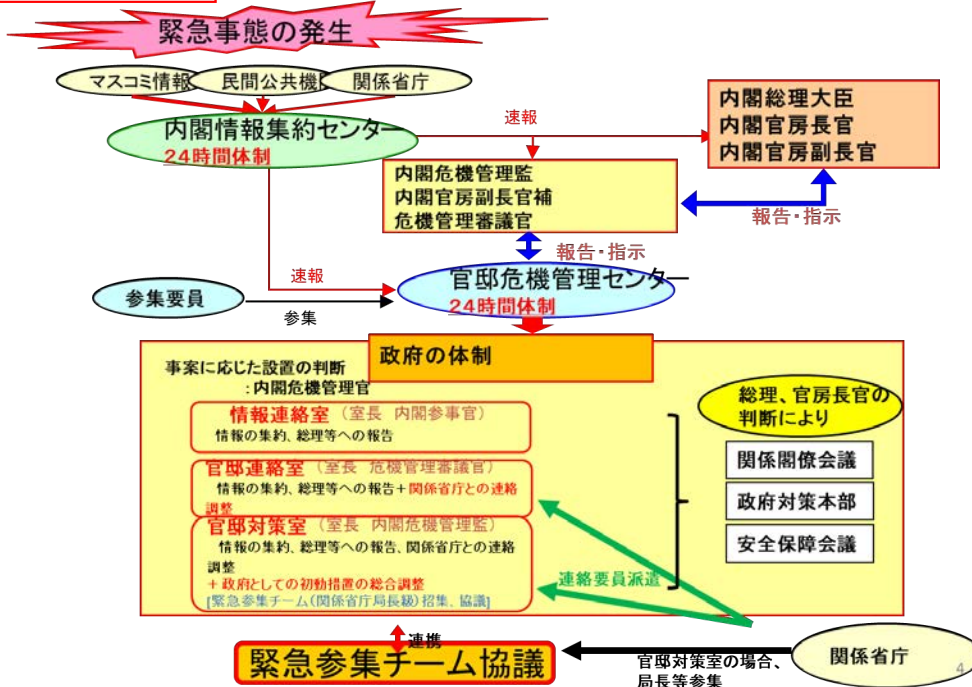 緊急事態の発生
マスコミ情報
民間公共機
関係省庁
内閣情報集約センター
24時間体制
速報
内閣総理大臣
内閣官房長官
内閣官房副長官
内閣危機管理監
内閣官房副長官補
危機管理審議官
報告・指示
報告・指示
速報
官邸危機管理センター
24時間体制
参集要員
参集
政府の体制
事案に応じた設置の判断
:内閣危機管理官
情報連絡室(室長 内閣参事官)
情報の集約、総理等への報告
官邸連絡室(室長 危機管理審議官)
情報の集約、総理等への報告+関係省庁との連絡
調整
官邸対策室(室長 内閣危機管理監)
情報の集約、総理等への報告、関係省庁との連絡
調整
+政府としての初動措置の総合調整
[緊急参集チーム(関係省庁局長級)招集、協議]
総理、官房長官の
判断により
関係閣僚会議
政府対策本部
安全保障会議
連絡要員派遣
連携
緊急参集チーム協議
官邸対策室の場合、
局長等参集
関係省庁
4